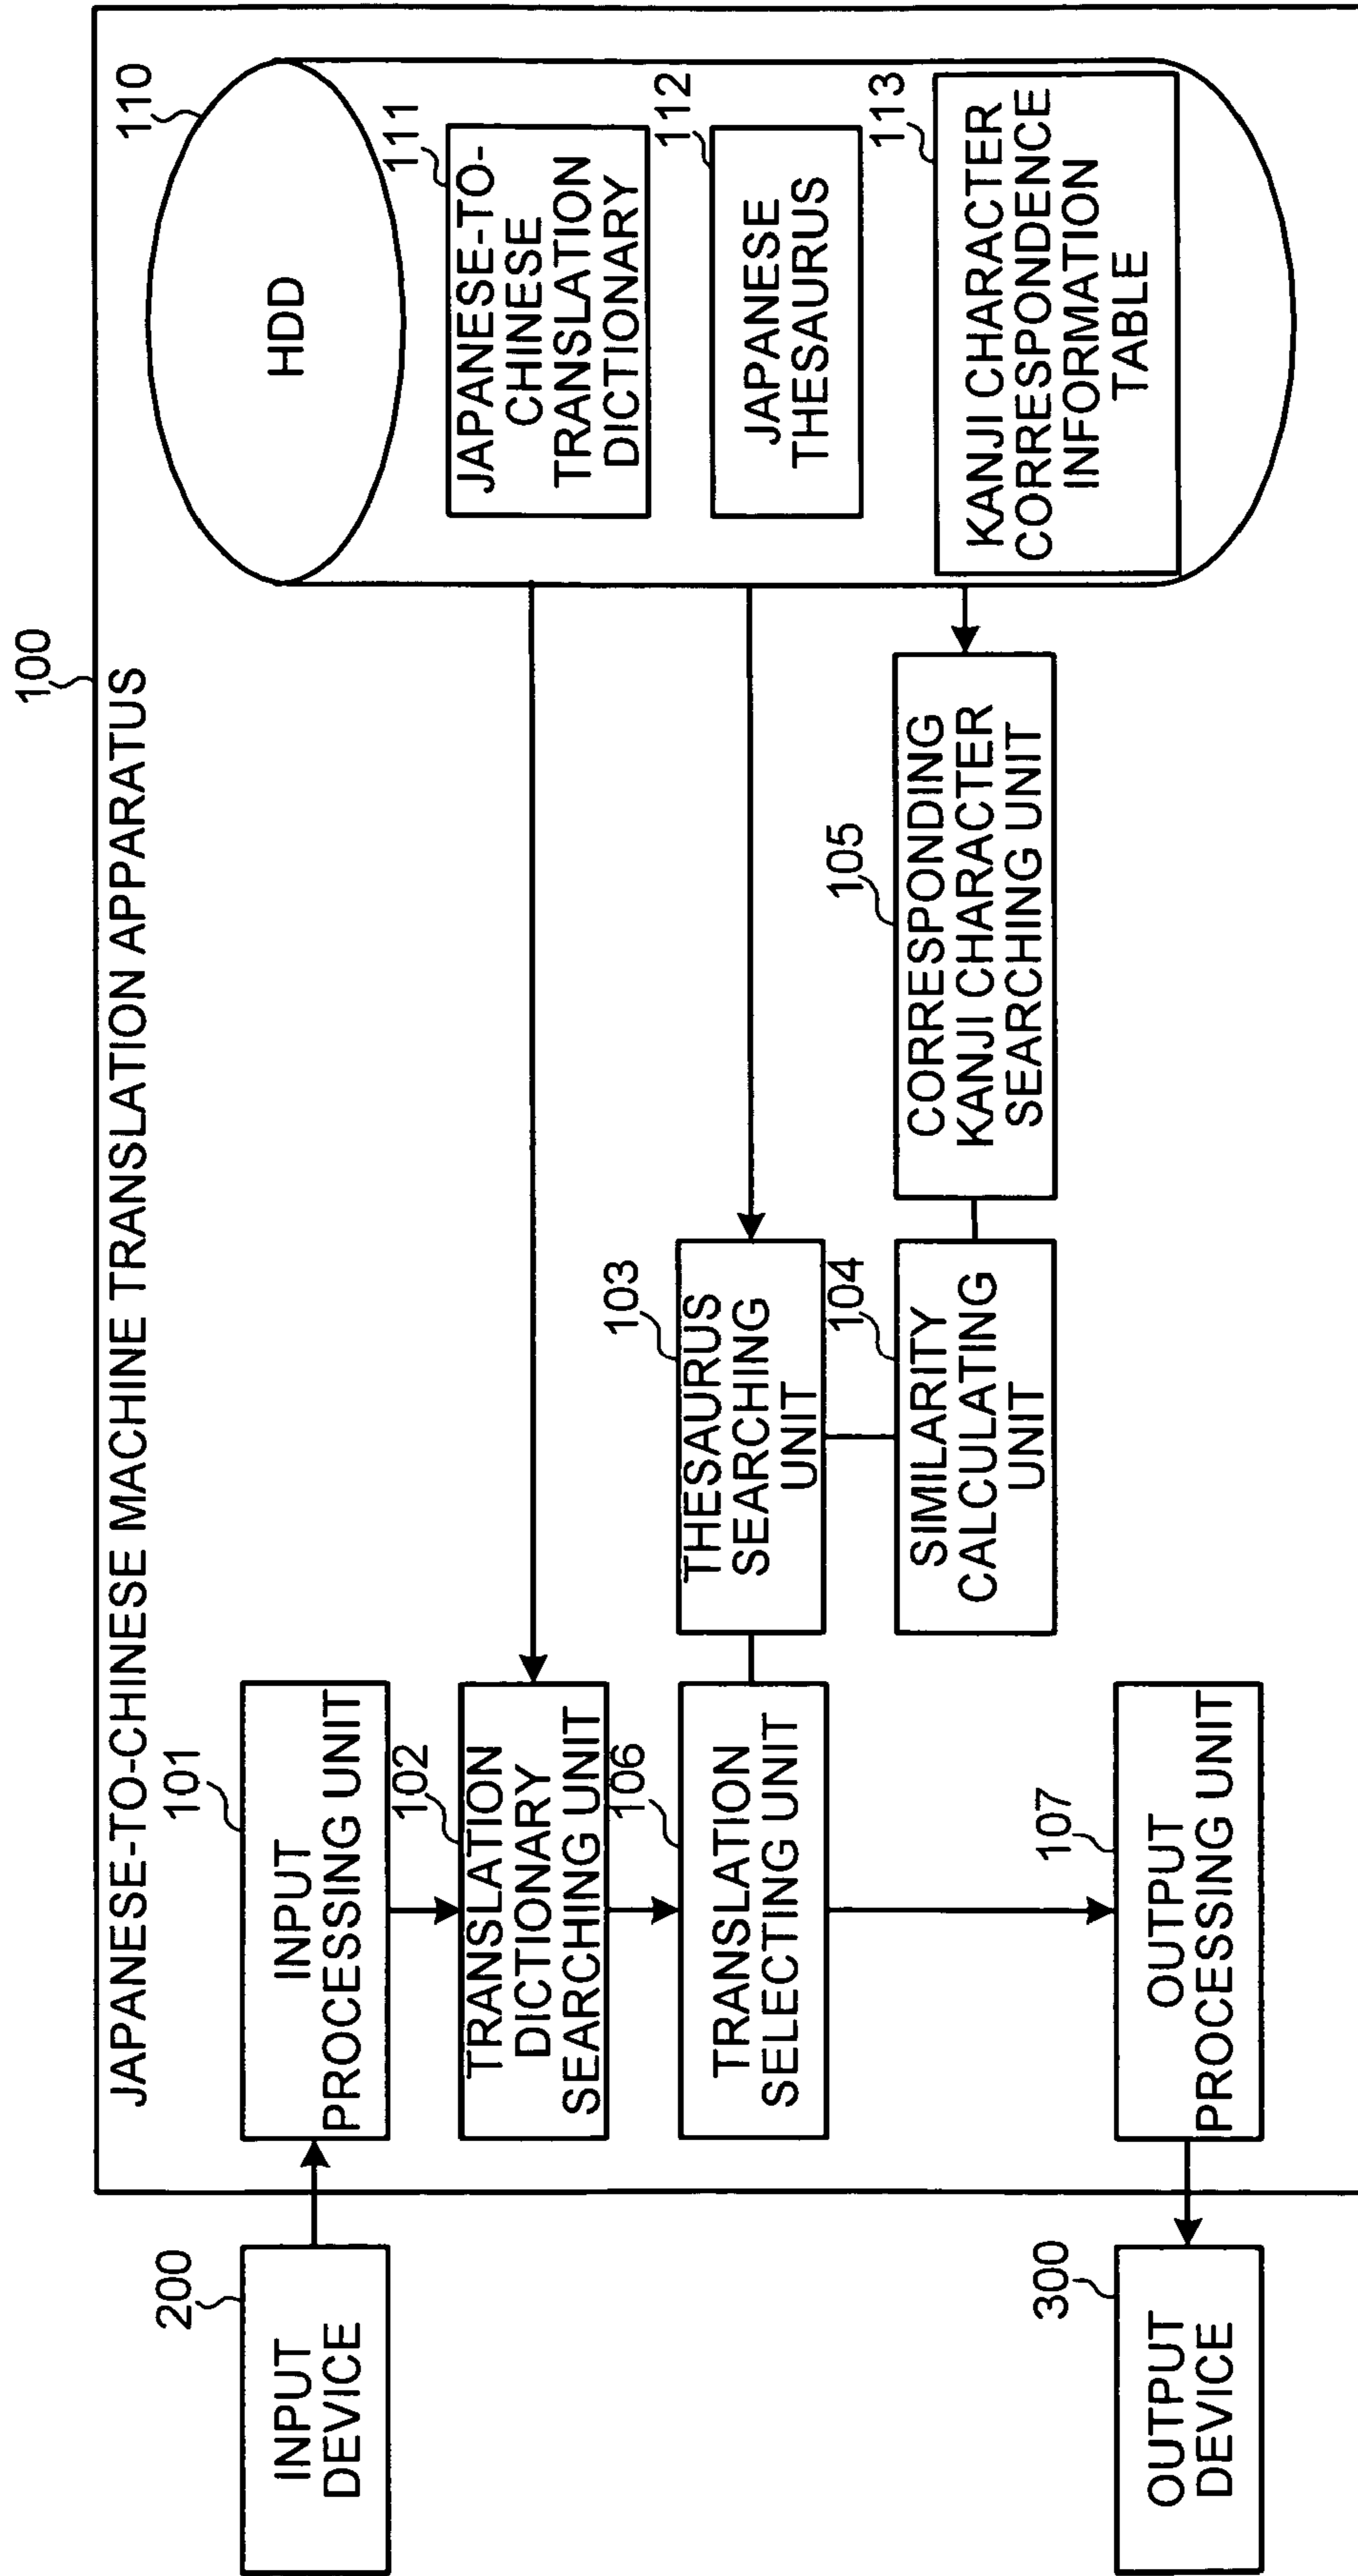 100
JAPANESE-TO-CHINESE MACHINE TRANSLATION APPARATUS
200
INPUT
DEVICE
101
INPUT
PROCESSING UNIT
102
TRANSLATION
DICTIONARY
SEARCHING UNIT
106
TRANSLATION
SELECTING UNIT
103
THESAURUS
SEARCHING
UNIT
104
SIMILARITY
CALCULATING
UNIT
105
CORRESPONDING
KANJI CHARACTER
SEARCHING UNIT
107
OUTPUT
PROCESSING UNIT
300
OUTPUT
DEVICE
110
HDD
111
JAPANESE-TO-
CHINESE
TRANSLATION
DICTIONARY
112
JAPANESE
THESAURUS
113
KANJI CHARACTER
CORRESPONDENCE
INFORMATION
TABLE